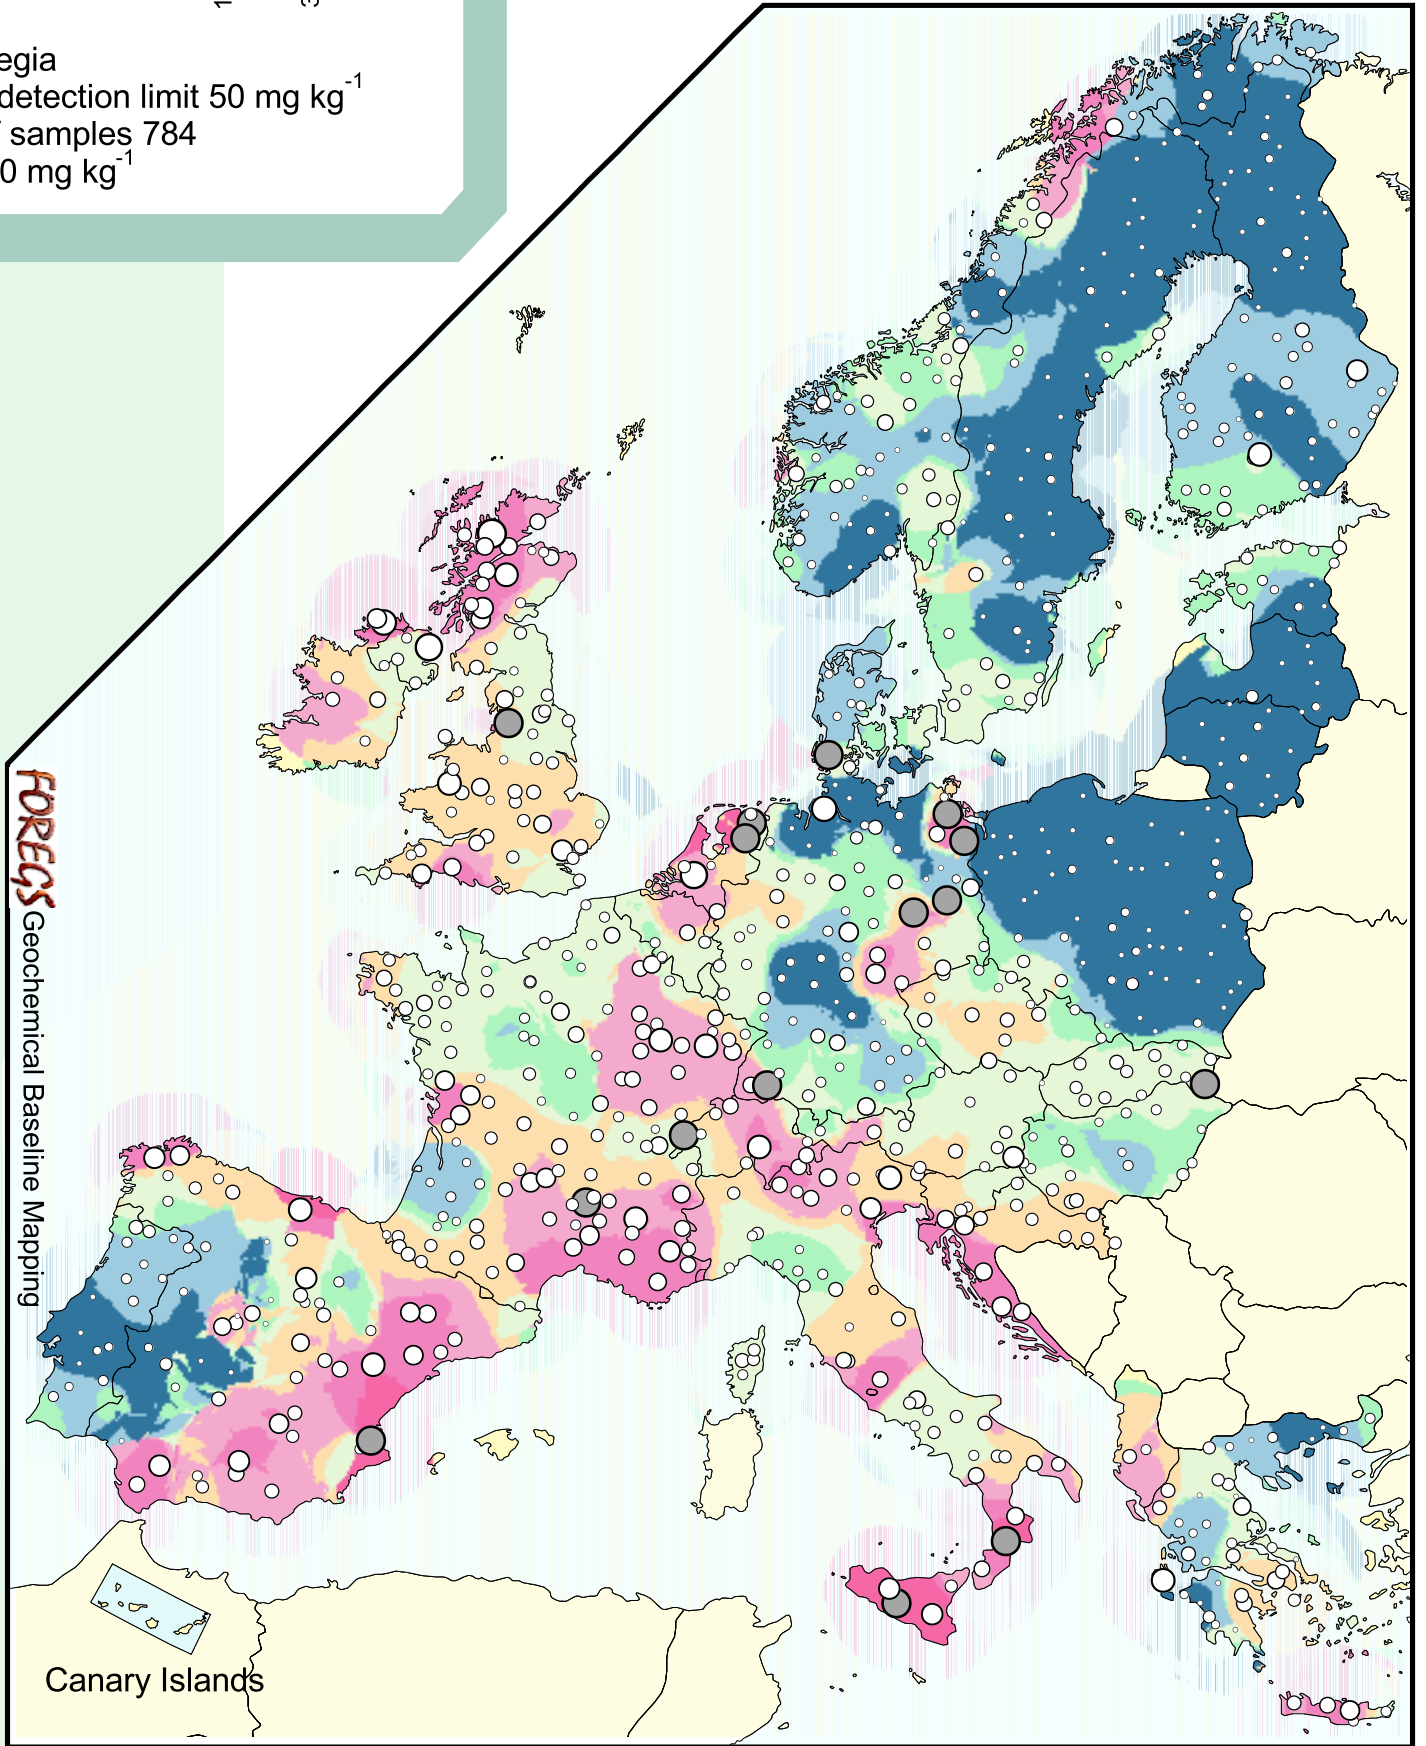 egia
detection limit 50 mg kg-1
samples 784
0 mg kg-1
FOREGS Geochemical Baseline Mapping
Canary Islands